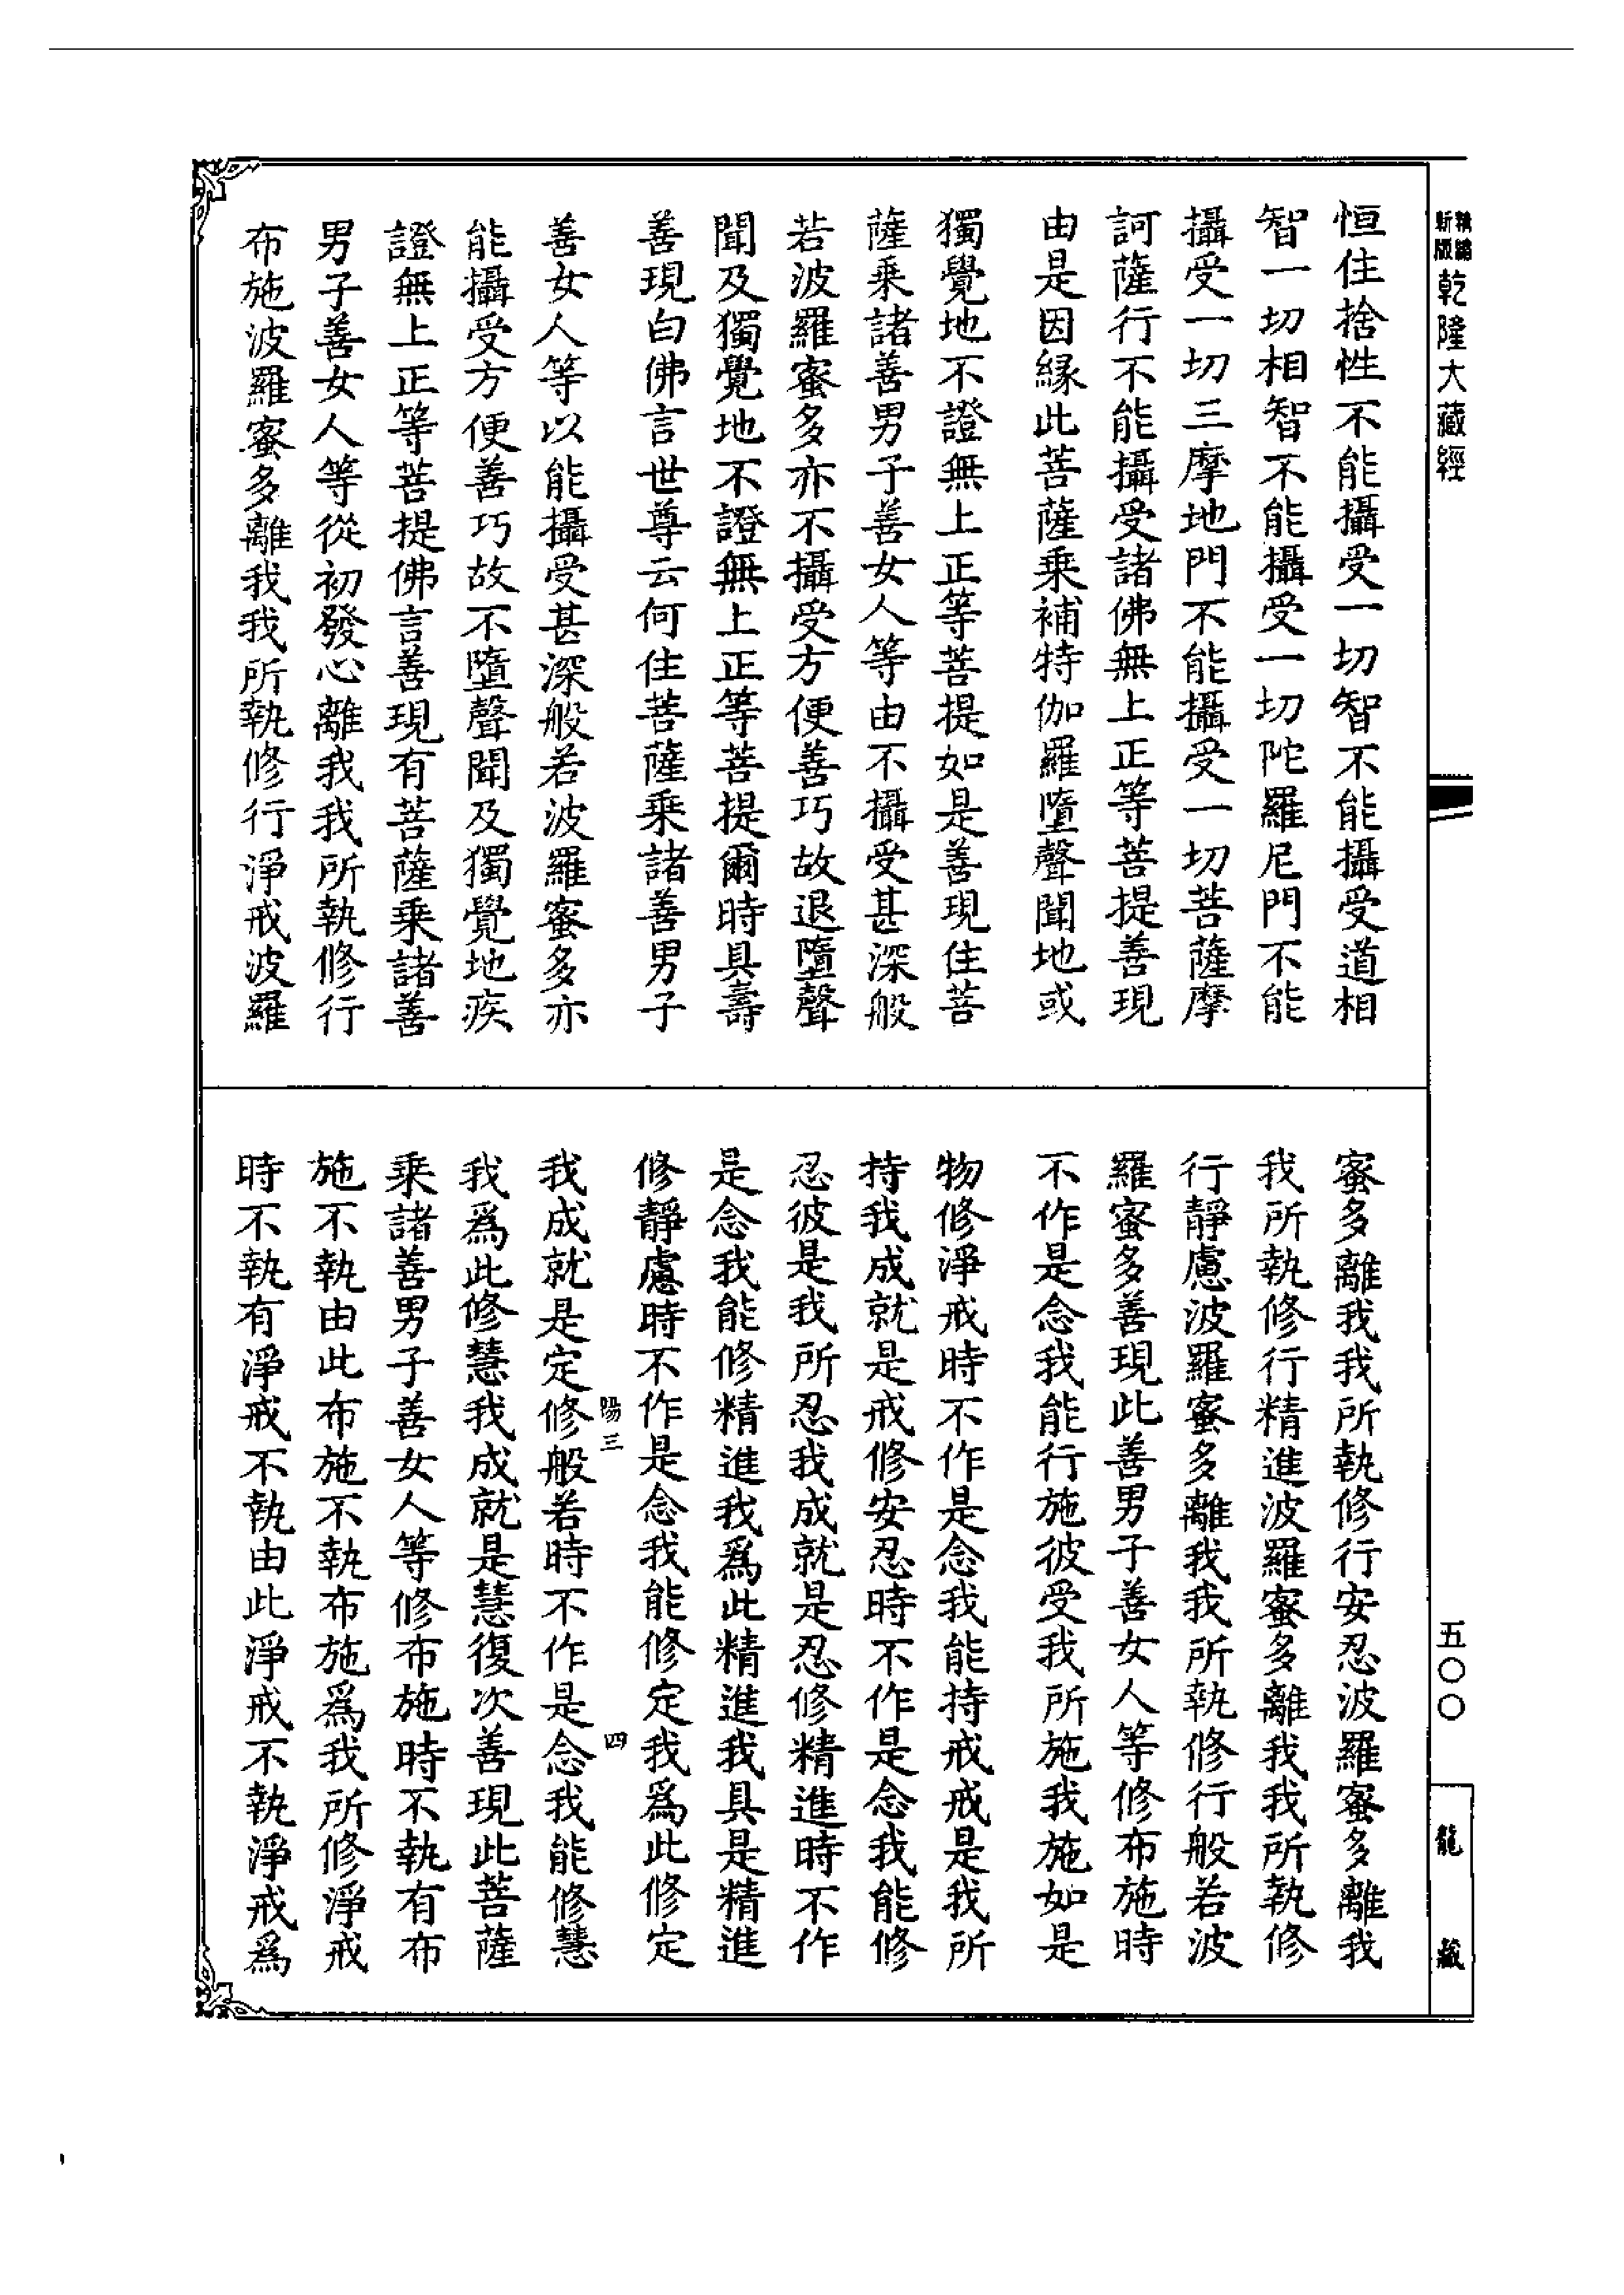 新版精縮乾隆大藏經
恒住捨性不能攝受一切智不能攝受道相
智一切相智不能攝受一切陀羅尼門不能
攝受一切三摩地門不能攝受一切菩薩摩
訶薩行不能攝受諸佛無上正等菩提善現
由是因緣此菩薩乘補特伽羅墮聲聞地或
獨覺地不證無上正等菩提如是善現住菩
薩乘諸善男子善女人等由不攝受甚深般
若波羅蜜多亦不攝受方便善巧故退墮聲
聞及獨覺地不證無上正等菩提爾時具壽
善現白佛言世尊云何住菩薩乘諸善男子
善女人等以能攝受甚深般若波羅蜜多亦
能攝受方便善巧故不墮聲聞及獨覺地疾
證無上正等菩提佛言善現有菩薩乘諸善
男子善女人等從初發心離我我所執修行
布施波羅蜜多離我我所執修行淨戒波羅
蜜多離我我所執修行安忍波羅蜜多離我
我所執修行精進波羅蜜多離我我所執修
行靜慮波羅蜜多離我我所執修行般若波
羅蜜多善現此善男子善女人等修布施時
不作是念我能行施彼受我所施我施如是
物修淨戒時不作是念我能持戒戒是我所
持我成就是戒修安忍時不作是念我能修
忍彼是我所忍我成就是忍修精進時不作
是念我能修精進我爲此精進我具是精進
修靜慮時不作是念我能修定我爲此修定
陽三 四
我成就是定修般若時不作是念我能修慧
我爲此修慧我成就是慧復次善現此菩薩
乘諸善男子善女人等修布施時不執有布
施不執由此布施不執布施爲我所修淨戒
時不執有淨戒不執由此淨戒不執淨戒爲
五〇〇
龍藏